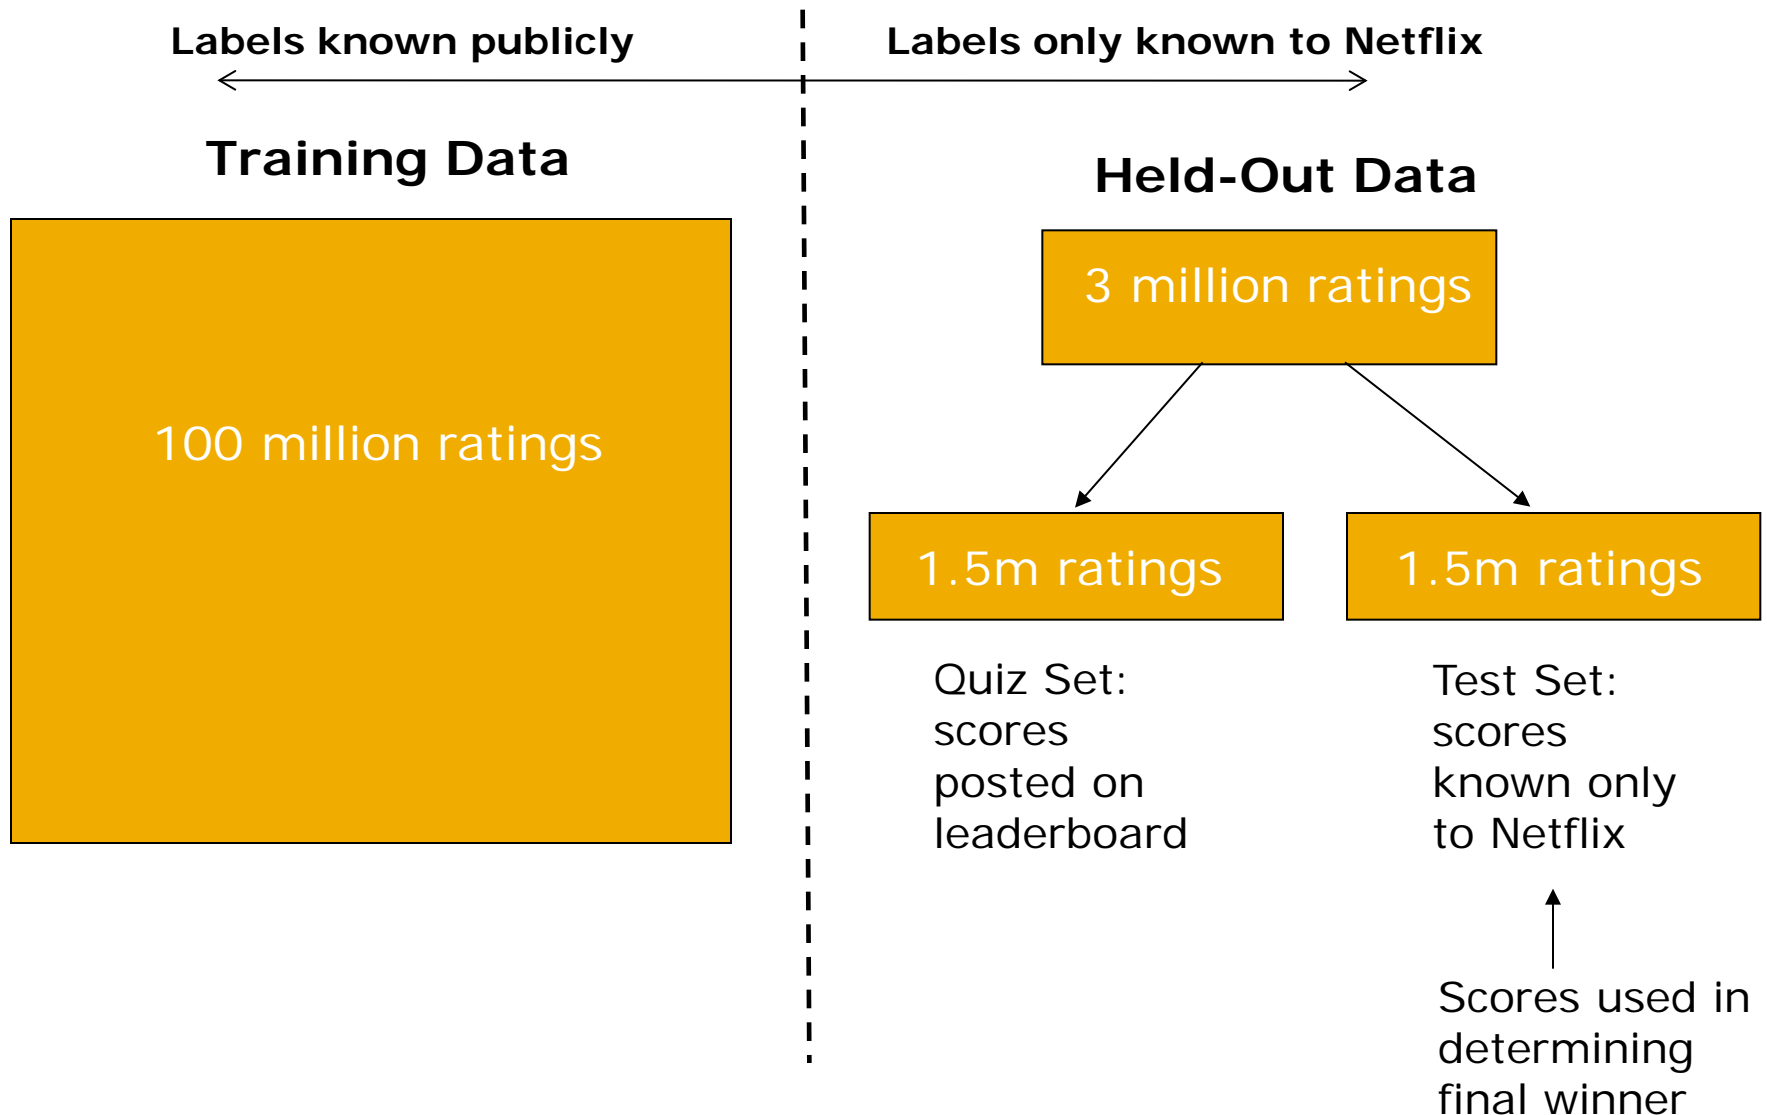 Labels known publicly
Labels only known to Netflix
Training Data
Held-Out Data
100 million ratings
3 million ratings
1.5m ratings
1.5m ratings
Quiz Set:
scores
posted on
leaderboard
Test Set:
scores
known only
to Netflix
Scores used in
determining
final winner